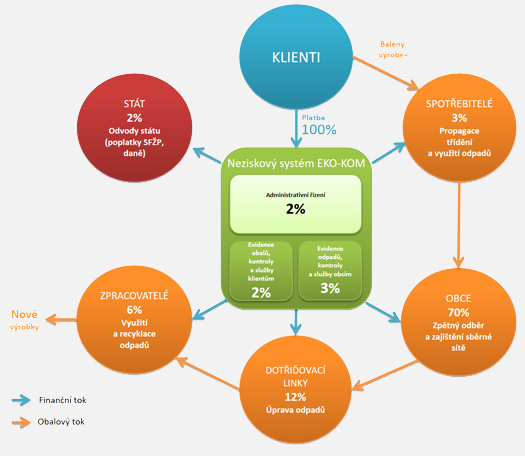 KLIENTI
Balený
výrobe-
Platba
100%
STÁT
2%
Odvody státu
(poplatky SFŽP,
daně)
SPOTŘEBITELÉ
3%
Propagace
třídění
a využití odpadů
Neziskový systém EKO-KOM
Administrativní řízení
2%
Evidence
obalů,
kontroly
a služby
klientům
2%
Evidence
odpadů,
kontroly
a služby obcím
3%
ZPRACOVATELÉ
6%
Využití
a recyklace
odpadů
Nové
výrobky
OBCE
70%
Zpětný odběr
a zajištění sběrné
sítě
DOTŘIĎOVACÍ
LINKY
12%
Úprava odpadů
Finanční tok
Obalový tok